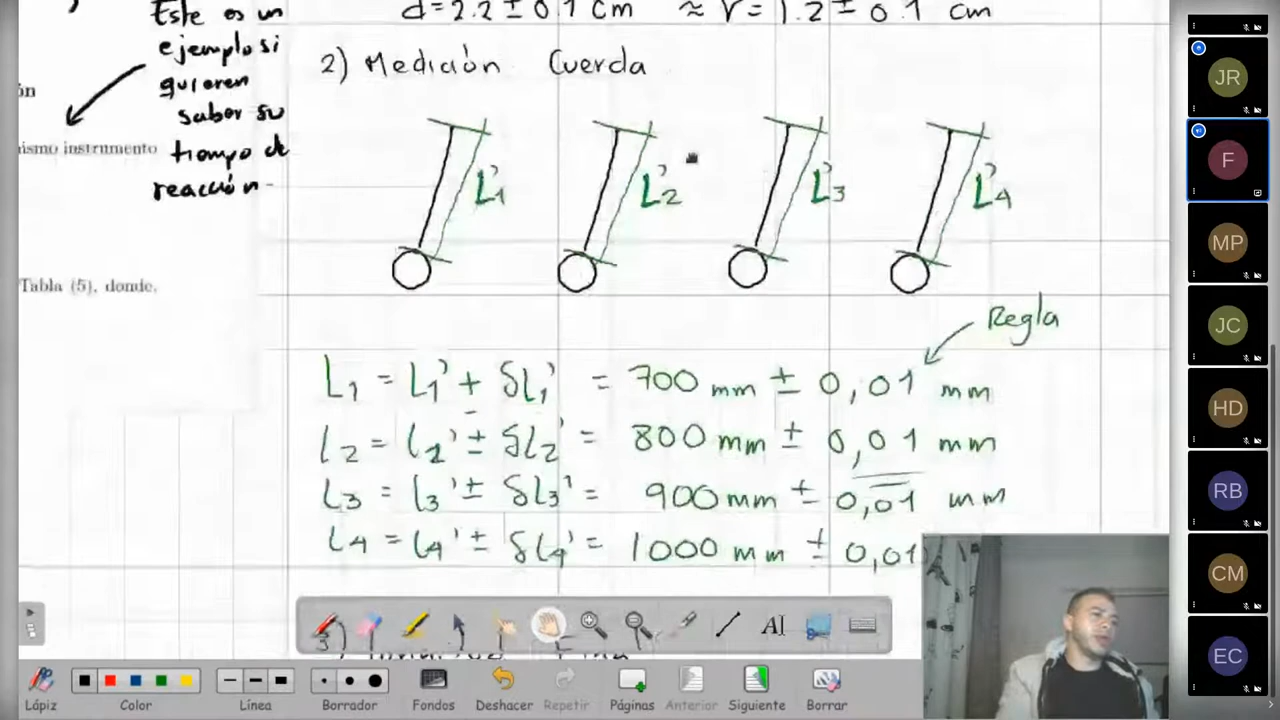 Este es un
ejemplo si
quieren
saber su
tiempo de
reacción
ón
mismo instrumento
Tabla (5), donde,
d = 2.2 ± 0.1 cm ≈ r = 1.2 ± 0.1 cm
2) Medición Cuerda
L'1 L'2 L'3 L'4
Regla
L1 = L1' ± δL1' = 700 mm ± 0,01 mm
L2 = L2' ± δL2' = 800 mm ± 0,01 mm
L3 = L3' ± δL3' = 900 mm ± 0,01 mm
L4 = L4' ± δL4' = 1000 mm ± 0,01
3)
AI
Lápiz Color Línea Borrador Fondos Deshacer Repetir Páginas Anterior Siguiente Borrar
JR
F
MP
JC
HD
RB
CM
EC